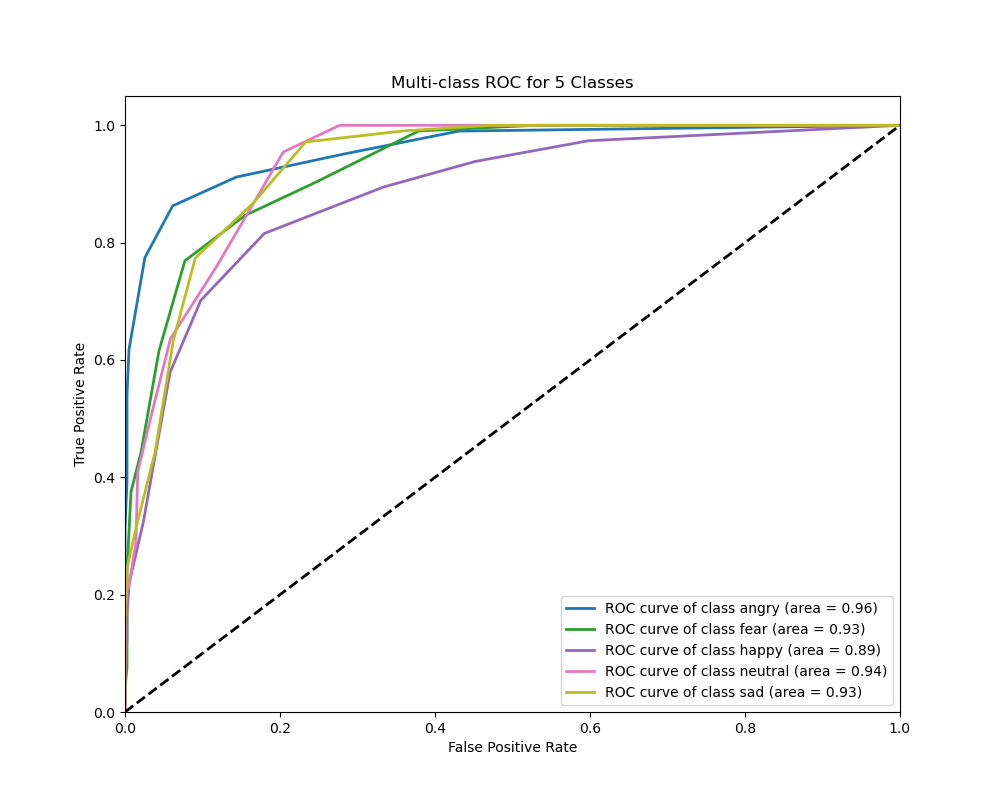 Multi-class ROC for 5 Classes
True Positive Rate
1.0
0.8
0.6
0.4
0.2
0.0
ROC curve of class angry (area = 0.96)
ROC curve of class fear (area = 0.93)
ROC curve of class happy (area = 0.89)
ROC curve of class neutral (area = 0.94)
ROC curve of class sad (area = 0.93)
0.0 0.2 0.4 0.6 0.8 1.0
False Positive Rate